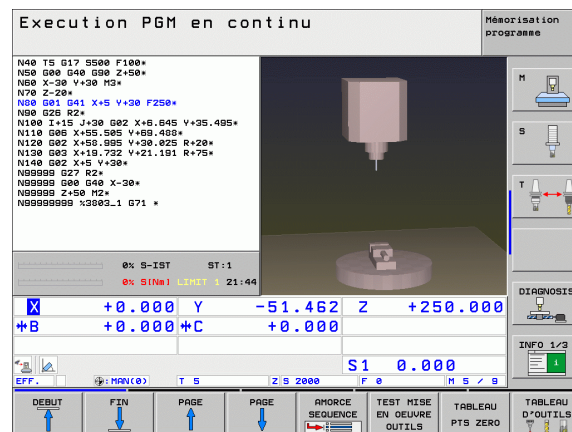 Execution PGM en continu
Mémorisation
programme
N40 T5 G17 S500 F100*
N50 G00 G40 G90 Z+50*
N60 X-30 Y+30 M3*
N70 Z-20*
N80 G01 G41 X+5 Y+30 F250*
N90 G26 R2*
N100 I+15 J+30 G02 X+6.645 Y+35.495*
N110 G06 X+55.505 Y+69.488*
N120 G02 X+58.995 Y+30.025 R+20*
N130 G03 X+19.732 Y+21.191 R+75*
N140 G02 X+5 Y+30*
N99999 G27 R2*
N99999 G00 G40 X-30*
N99999 Z+50 M2*
N99999999 %3803_1 G71 *
M
S
T
0% S-IST ST:1
0% S[Nm] LIMIT 1 21:44
DIAGNOSIS
INFO 1/3
X +0.000 Y -51.462 Z +250.000
B +0.000 C +0.000
S1 0.00
EFF. : MAN(0) T 5 Z S 2000 F 0 M 5 / 9
DEBUT
FIN
PAGE
PAGE
AMORCE
SEQUENCE
TEST MISE
EN OEUVRE
OUTILS
TABLEAU
PTS ZERO
TABLEAU
D'OUTILS